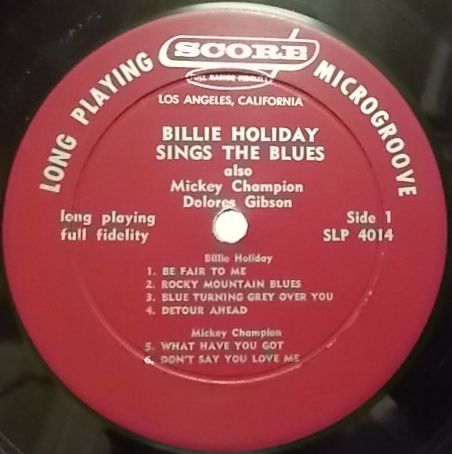 LONG PLAYING
SCORE
FULL RANGE FIDELITY
MICROGROOVE
LOS ANGELES, CALIFORNIA
BILLIE HOLIDAY
SINGS THE BLUES
also
Mickey Champion
Dolores Gibson
long playing
full fidelity
Side 1
SLP 4014
Billie Holiday
1. BE FAIR TO ME
2. ROCKY MOUNTAIN BLUES
3. BLUE TURNING GREY OVER YOU
4. DETOUR AHEAD
Mickey Champion
5. WHAT HAVE YOU GOT
6. DON'T SAY YOU LOVE ME